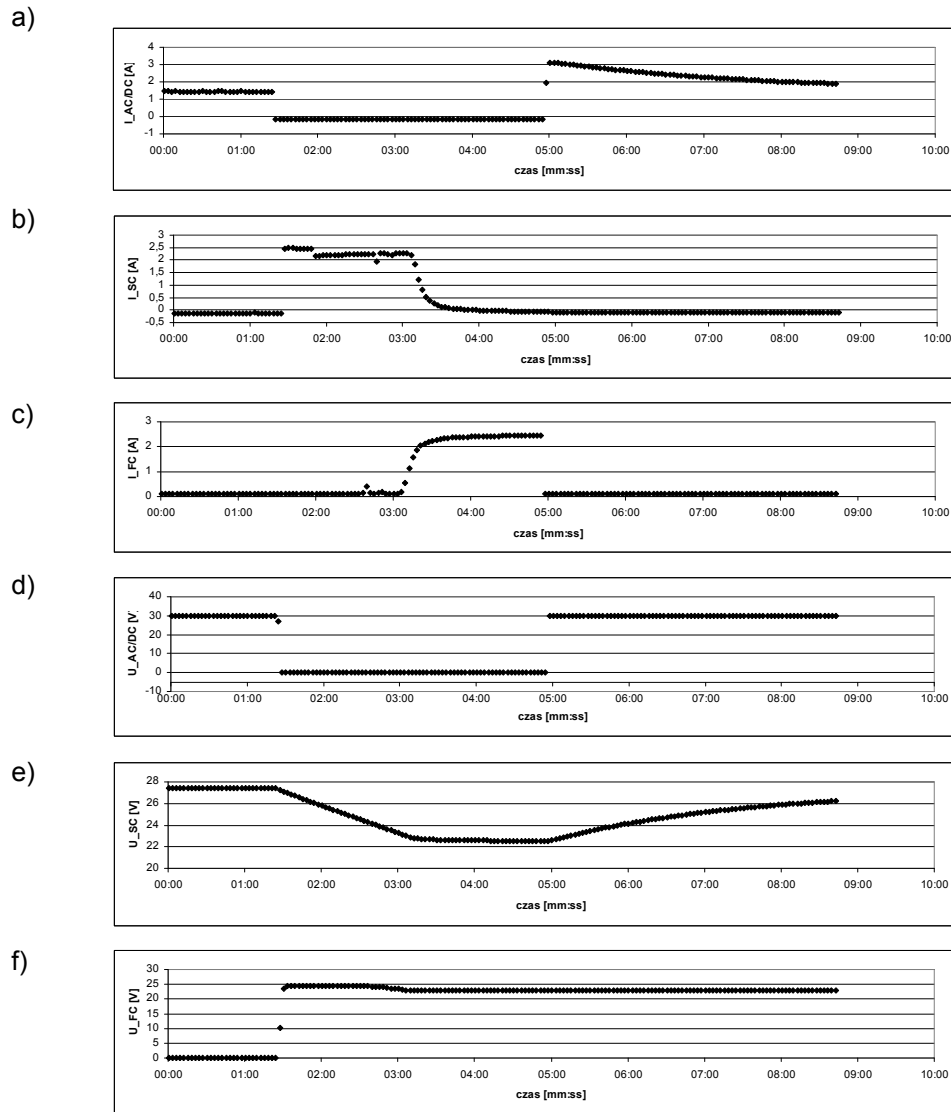 a)
I_AC/DC [A]
4
3
2
1
0
-1
00:00 01:00 02:00 03:00 04:00 05:00 06:00 07:00 08:00 09:00 10:00
czas [mm:ss]
b)
I_SC [A]
3
2,5
2
1,5
1
0,5
0
-0,5
00:00 01:00 02:00 03:00 04:00 05:00 06:00 07:00 08:00 09:00 10:00
czas [mm:ss]
c)
I_FC [A]
3
2
1
0
00:00 01:00 02:00 03:00 04:00 05:00 06:00 07:00 08:00 09:00 10:00
czas [mm:ss]
d)
U_AC/DC [V]
40
30
20
10
0
-10
00:00 01:00 02:00 03:00 04:00 05:00 06:00 07:00 08:00 09:00 10:00
czas [mm:ss]
e)
U_SC [V]
28
26
24
22
20
00:00 01:00 02:00 03:00 04:00 05:00 06:00 07:00 08:00 09:00 10:00
czas [mm:ss]
f)
U_FC [V]
30
25
20
15
10
5
0
00:00 01:00 02:00 03:00 04:00 05:00 06:00 07:00 08:00 09:00 10:00
czas [mm:ss]